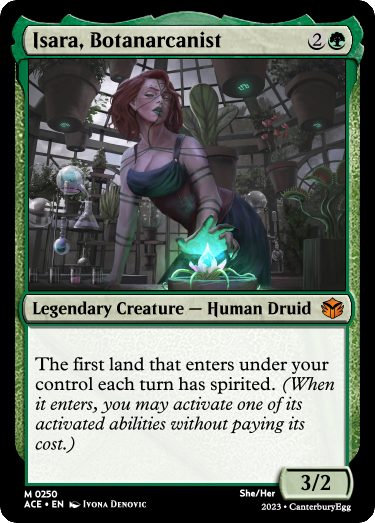 Isara, Botanarcanist 2
Legendary Creature — Human Druid
The first land that enters under your
control each turn has spirited. (When
it enters, you may activate one of its
activated abilities without paying its
cost.)
3/2
M 0250
ACE • EN Ivona Denovic
She/Her
2023 • CanterburyEgg